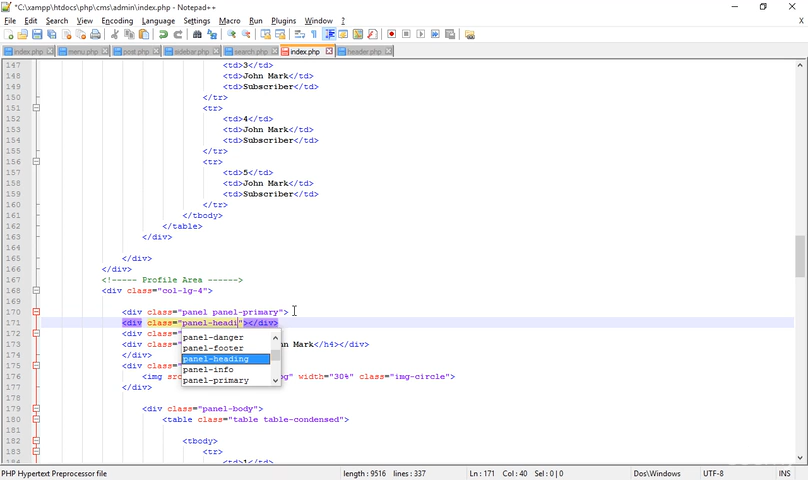 *C:\xampp\htdocs\php\cms\admin\index.php - Notepad++
File Edit Search View Encoding Language Settings Macro Run Plugins Window ? X
index.php menu.php post.php sidebar.php search.php index.php header.php
147 <td>3</td>
148 <td>John Mark</td>
149 <td>Subscriber</td>
150 </tr>
151 <tr>
152 <td>4</td>
153 <td>John Mark</td>
154 <td>Subscriber</td>
155 </tr>
156 <tr>
157 <td>5</td>
158 <td>John Mark</td>
159 <td>Subscriber</td>
160 </tr>
161 </tbody>
162 </table>
163 </div>
164
165 </div>
166 </div>
167 <!----- Profile Area ------>
168 <div class="col-lg-4">
169
170 <div class="panel panel-primary">
171 <div class="panel-headi"></div>
172 <div class="
panel-danger
173 <div class="
panel-footer
hn Mark</h4></div>
174 </div>
panel-heading
175 <div class="
panel-info
176 <img src
panel-primary
g" width="30%" class="img-circle">
177 </div>
178
179 <div class="panel-body">
180 <table class="table table-condensed">
181
182 <tbody>
183 <tr>
184 <td>1</td>
PHP Hypertext Preprocessor file length : 9516 lines : 337 Ln : 171 Col : 40 Sel : 0 | 0 Dos\Windows UTF-8 INS